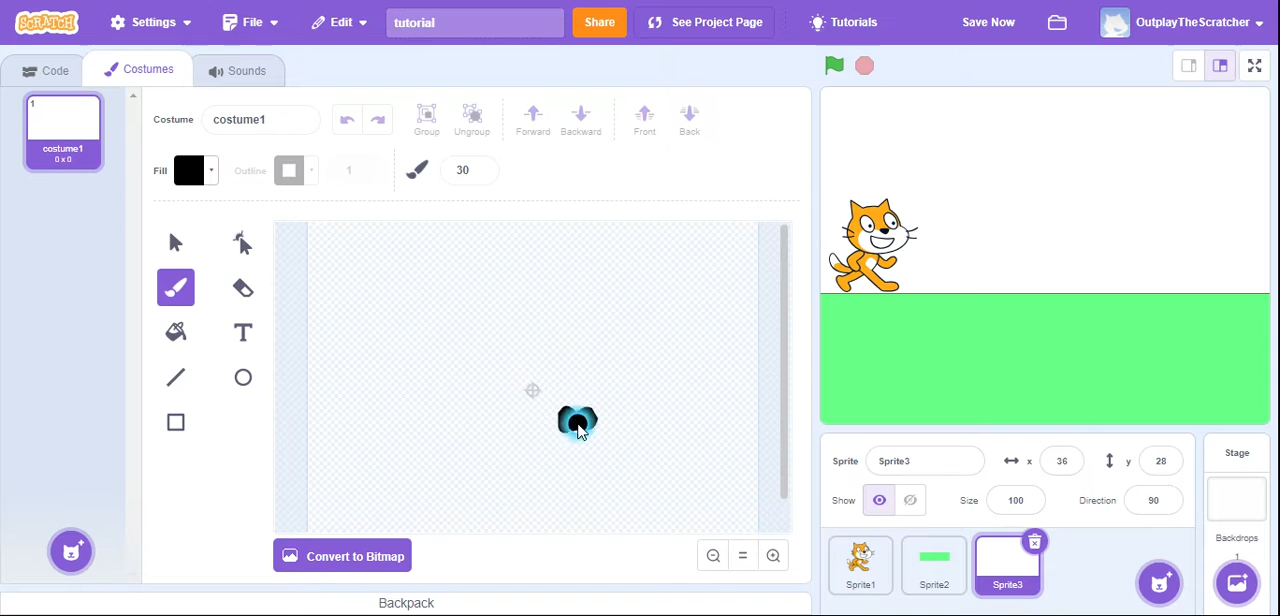 SCRATCH Settings File Edit tutorial Share See Project Page Tutorials Save Now OutplayTheScratcher
Code Costumes Sounds
1
costume1
0 x 0
Costume costume1 Group Ungroup Forward Backward Front Back
Fill Outline 1 30
Convert to Bitmap
Backpack
Sprite Sprite3 x 36 y 28
Show Size 100 Direction 90
Sprite1 Sprite2 Sprite3
Stage
Backdrops
1